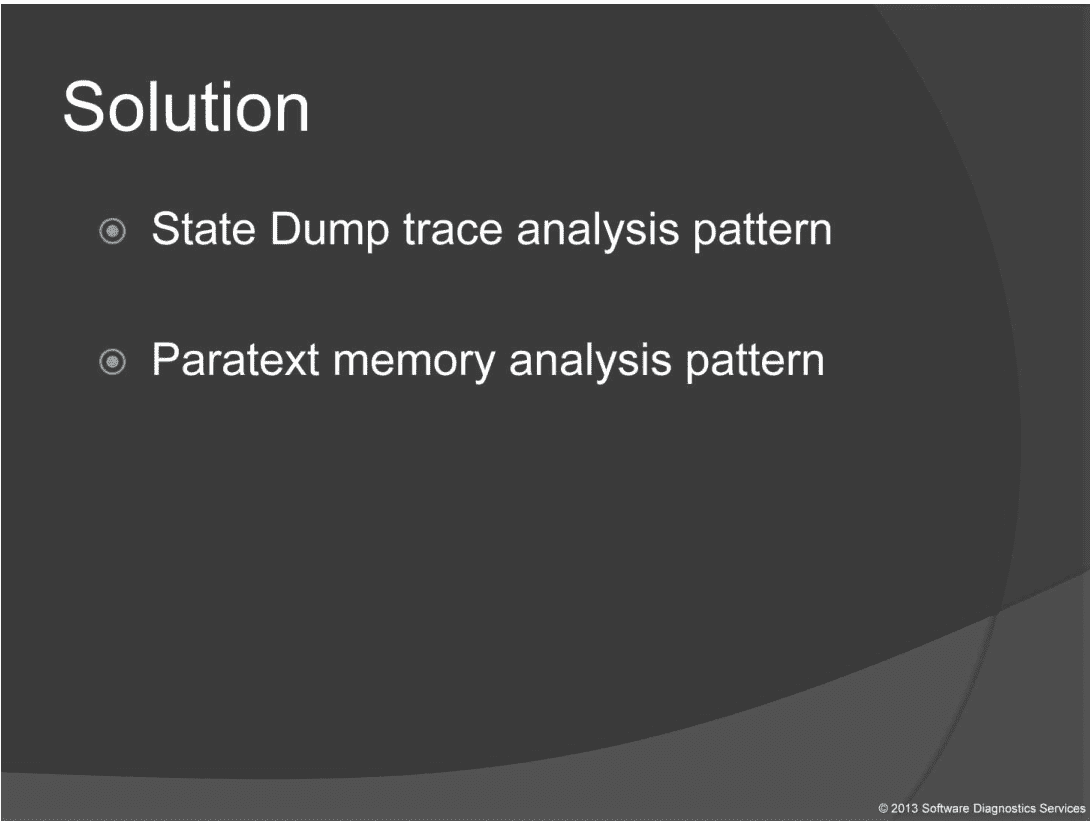 Solution
State Dump trace analysis pattern
Paratext memory analysis pattern
© 2013 Software Diagnostics Services